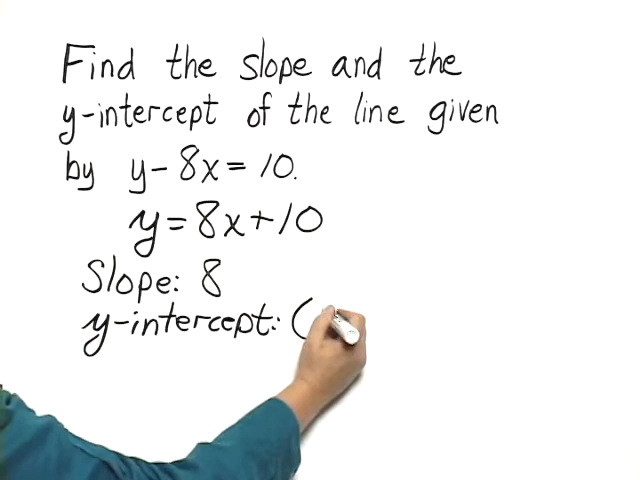 Find the slope and the
y-intercept of the line given
by y - 8x = 10.
y = 8x + 10
Slope: 8
y-intercept: (